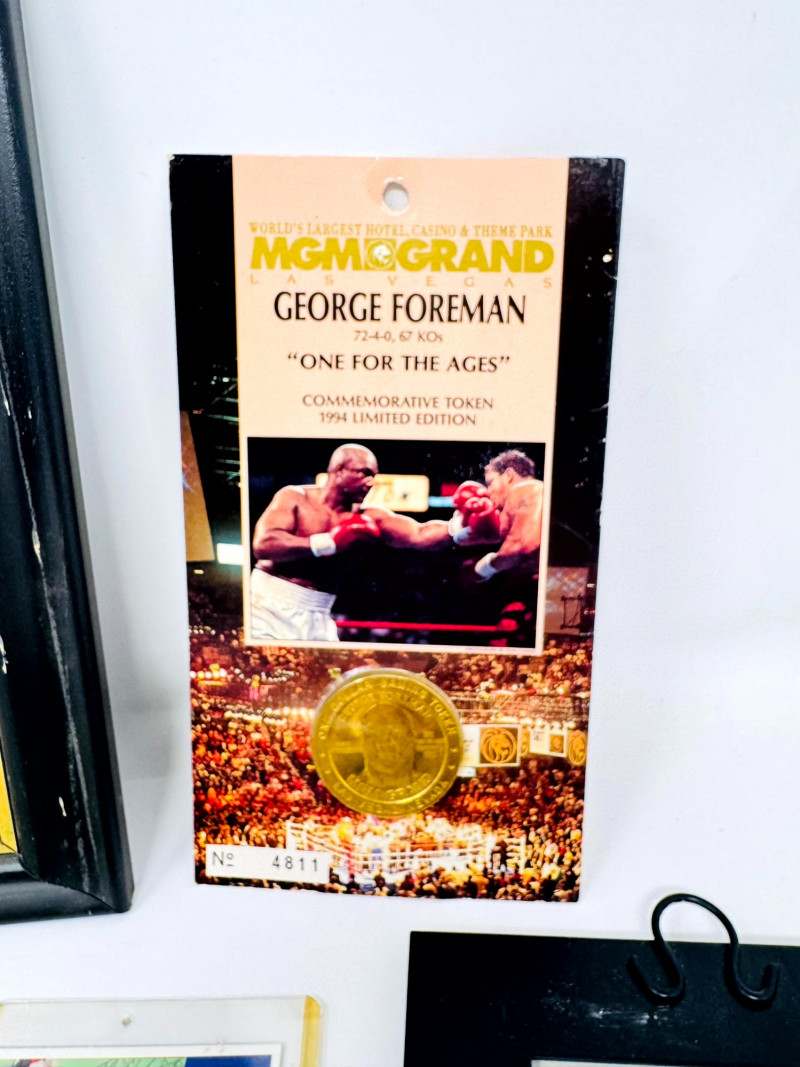 WORLD'S LARGEST HOTEL, CASINO & THEME PARK
MGM GRAND
LAS VEGAS
GEORGE FOREMAN
72-4-0, 67 KOs
"ONE FOR THE AGES"
COMMEMORATIVE TOKEN
1994 LIMITED EDITION
Nº 4811